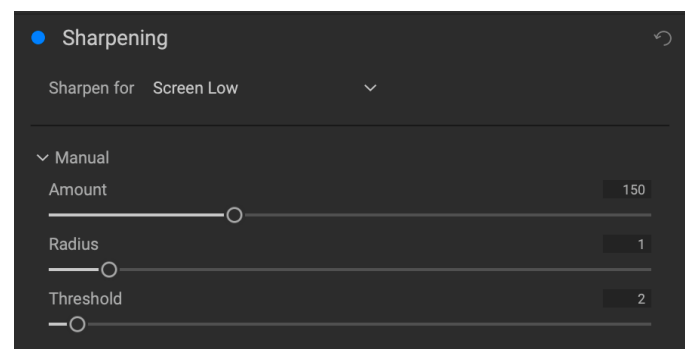 Sharpening
Sharpen for Screen Low
Manual
Amount 150
Radius 1
Threshold 2